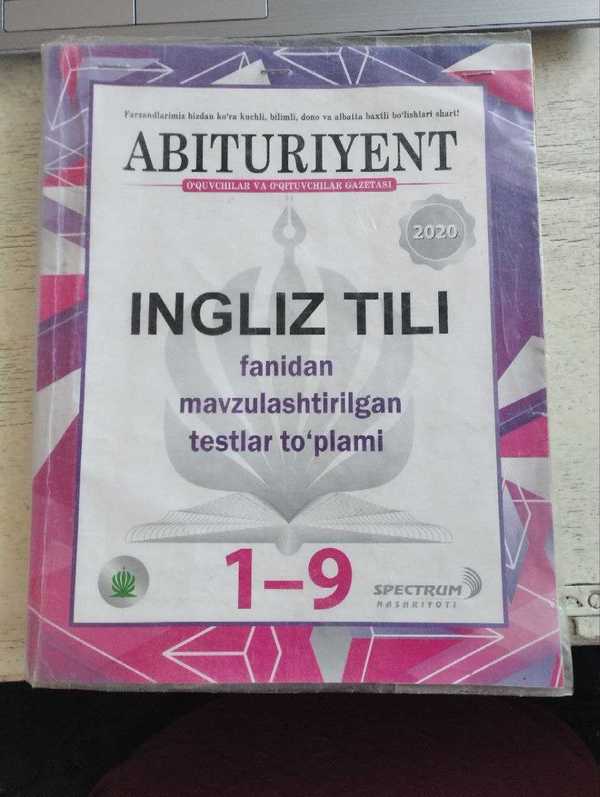 Farzandlarimiz bizdan ko'ra kuchli, bilimli, dono va albatta baxtli bo'lishlari shart!
ABITURIYENT
O'QUVCHILAR VA O'QITUVCHILAR GAZETASI
2020
INGLIZ TILI
fanidan
mavzulashtirilgan
testlar to'plami
1–9
SPECTRUM
NASHRIYOTI